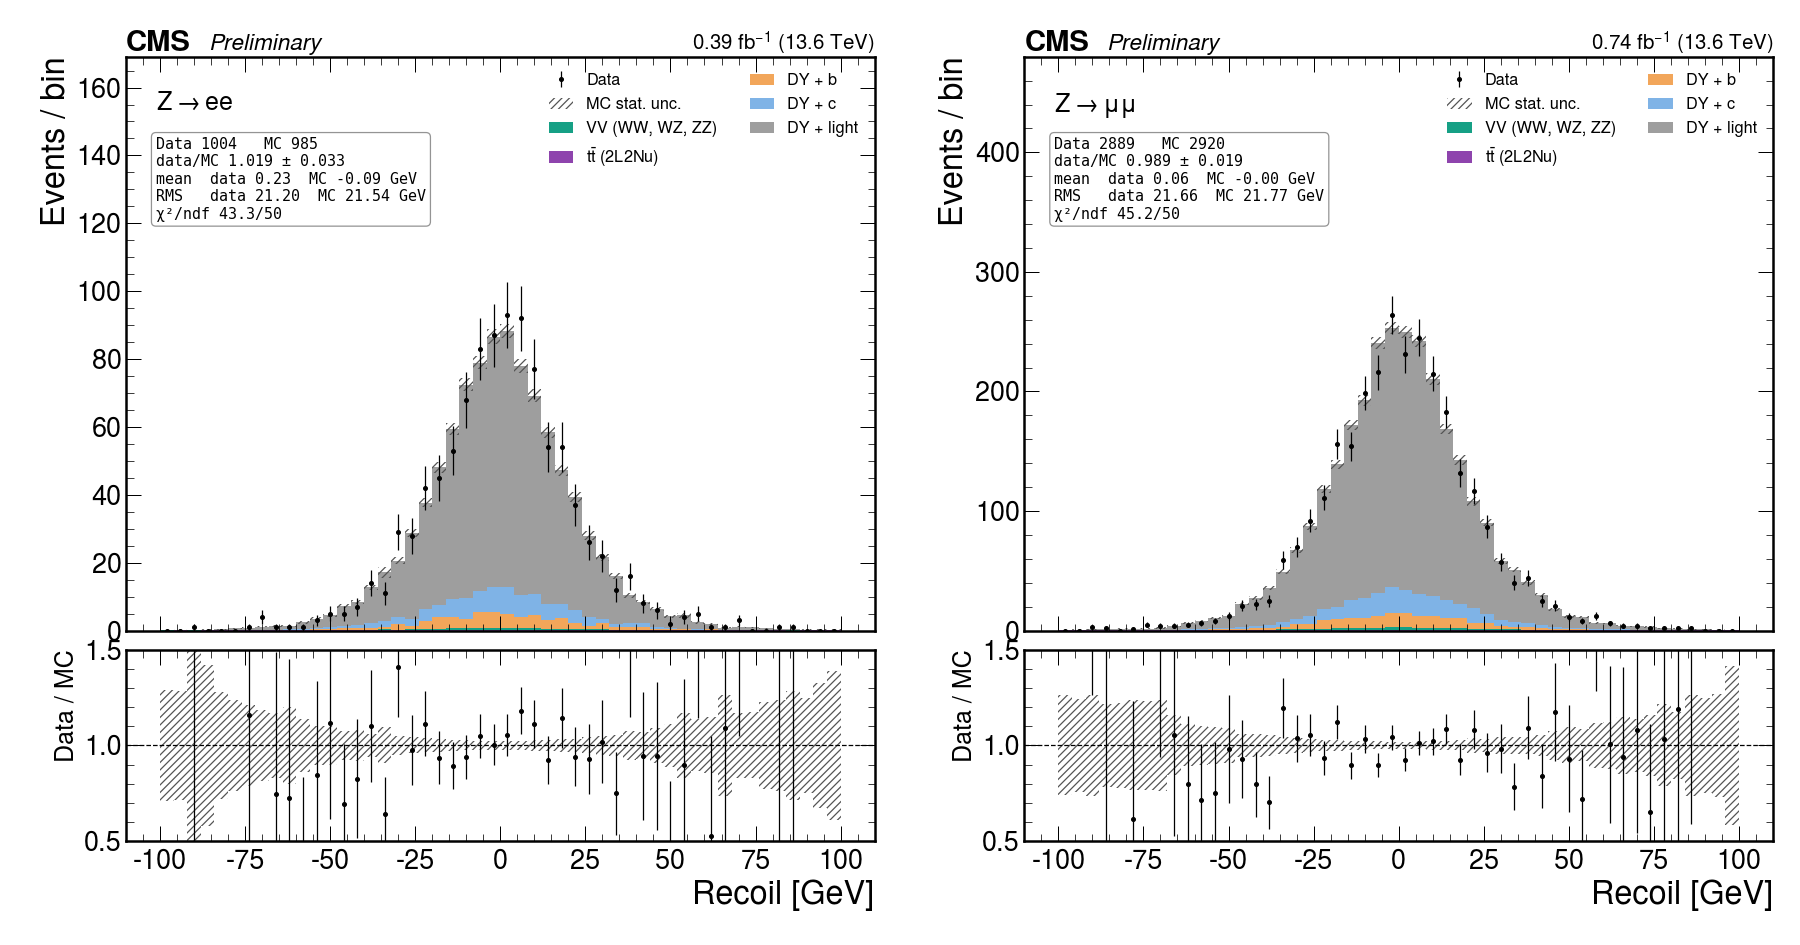 CMS Preliminary 0.39 fb⁻¹ (13.6 TeV)
Events / bin
Z → ee
Data
MC stat. unc.
VV (WW, WZ, ZZ)
tt̄ (2L2Nu)
DY + b
DY + c
DY + light
Data 1004 MC 985
data/MC 1.019 ± 0.033
mean data 0.23 MC -0.09 GeV
RMS data 21.20 MC 21.54 GeV
χ²/ndf 43.3/50
160
140
120
100
80
60
40
20
0
Data / MC
1.5
1.0
0.5
-100 -75 -50 -25 0 25 50 75 100
Recoil [GeV]
CMS Preliminary 0.74 fb⁻¹ (13.6 TeV)
Events / bin
Z → μμ
Data
MC stat. unc.
VV (WW, WZ, ZZ)
tt̄ (2L2Nu)
DY + b
DY + c
DY + light
Data 2889 MC 2920
data/MC 0.989 ± 0.019
mean data 0.06 MC -0.00 GeV
RMS data 21.66 MC 21.77 GeV
χ²/ndf 45.2/50
400
300
200
100
0
Data / MC
1.5
1.0
0.5
-100 -75 -50 -25 0 25 50 75 100
Recoil [GeV]